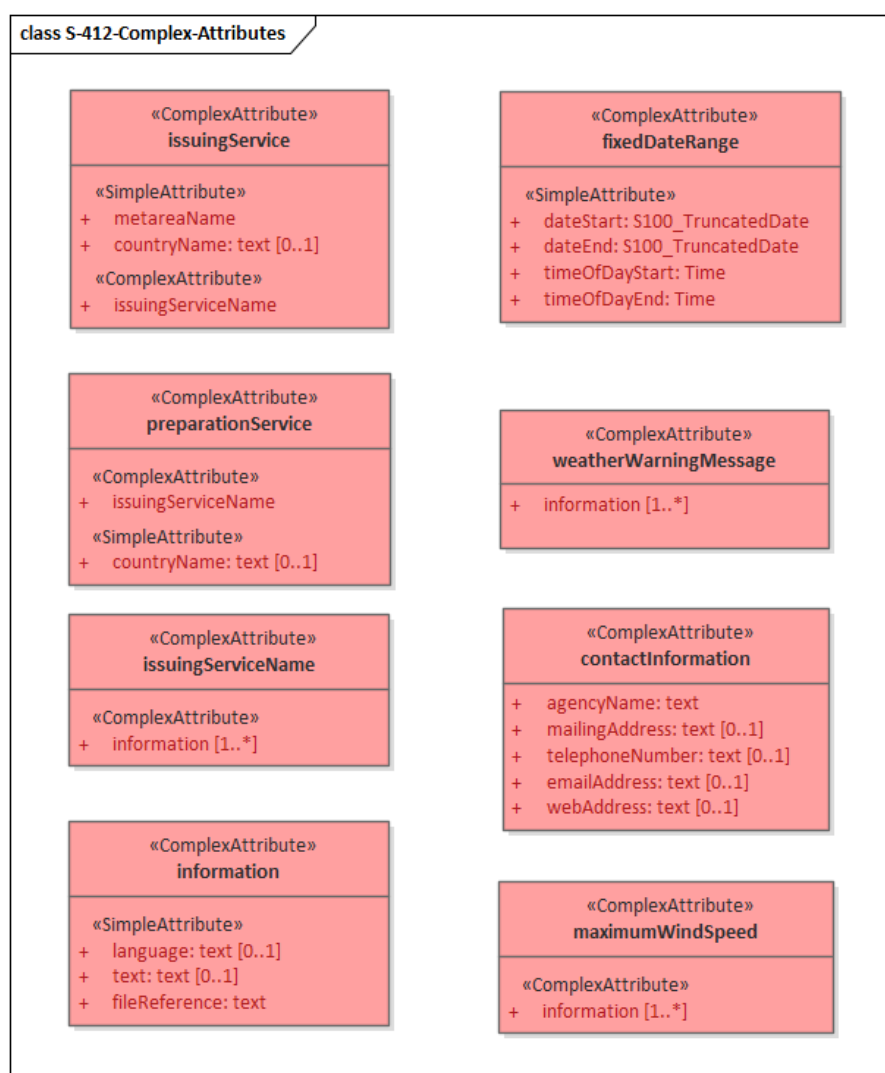 class S-412-Complex-Attributes
«ComplexAttribute»
issuingService
«SimpleAttribute»
+ metareaName
+ countryName: text [0..1]
«ComplexAttribute»
+ issuingServiceName
«ComplexAttribute»
fixedDateRange
«SimpleAttribute»
+ dateStart: S100_TruncatedDate
+ dateEnd: S100_TruncatedDate
+ timeOfDayStart: Time
+ timeOfDayEnd: Time
«ComplexAttribute»
preparationService
«ComplexAttribute»
+ issuingServiceName
«SimpleAttribute»
+ countryName: text [0..1]
«ComplexAttribute»
weatherWarningMessage
+ information [1..*]
«ComplexAttribute»
issuingServiceName
«ComplexAttribute»
+ information [1..*]
«ComplexAttribute»
contactInformation
+ agencyName: text
+ mailingAddress: text [0..1]
+ telephoneNumber: text [0..1]
+ emailAddress: text [0..1]
+ webAddress: text [0..1]
«ComplexAttribute»
information
«SimpleAttribute»
+ language: text [0..1]
+ text: text [0..1]
+ fileReference: text
«ComplexAttribute»
maximumWindSpeed
«ComplexAttribute»
+ information [1..*]